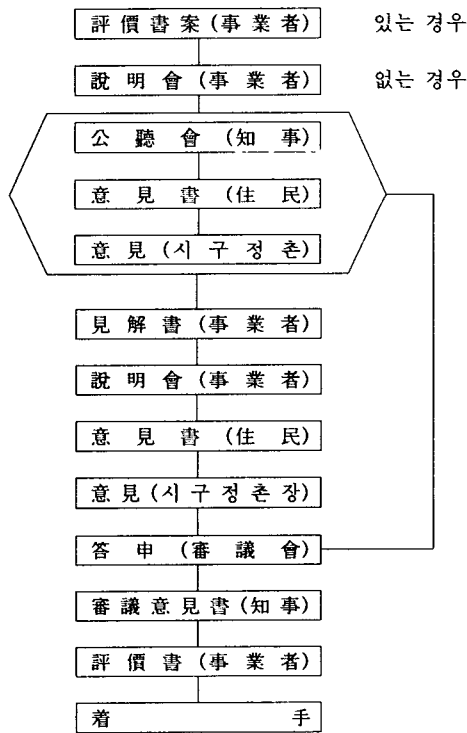 評價書案(事業者) 있는 경우
說明會(事業者) 없는 경우
公聽會(知事)
意見書(住民)
意見(시구정촌)
見解書(事業者)
說明會(事業者)
意見書(住民)
意見(시구정촌장)
答申(審議會)
審議意見書(知事)
評價書(事業者)
着手